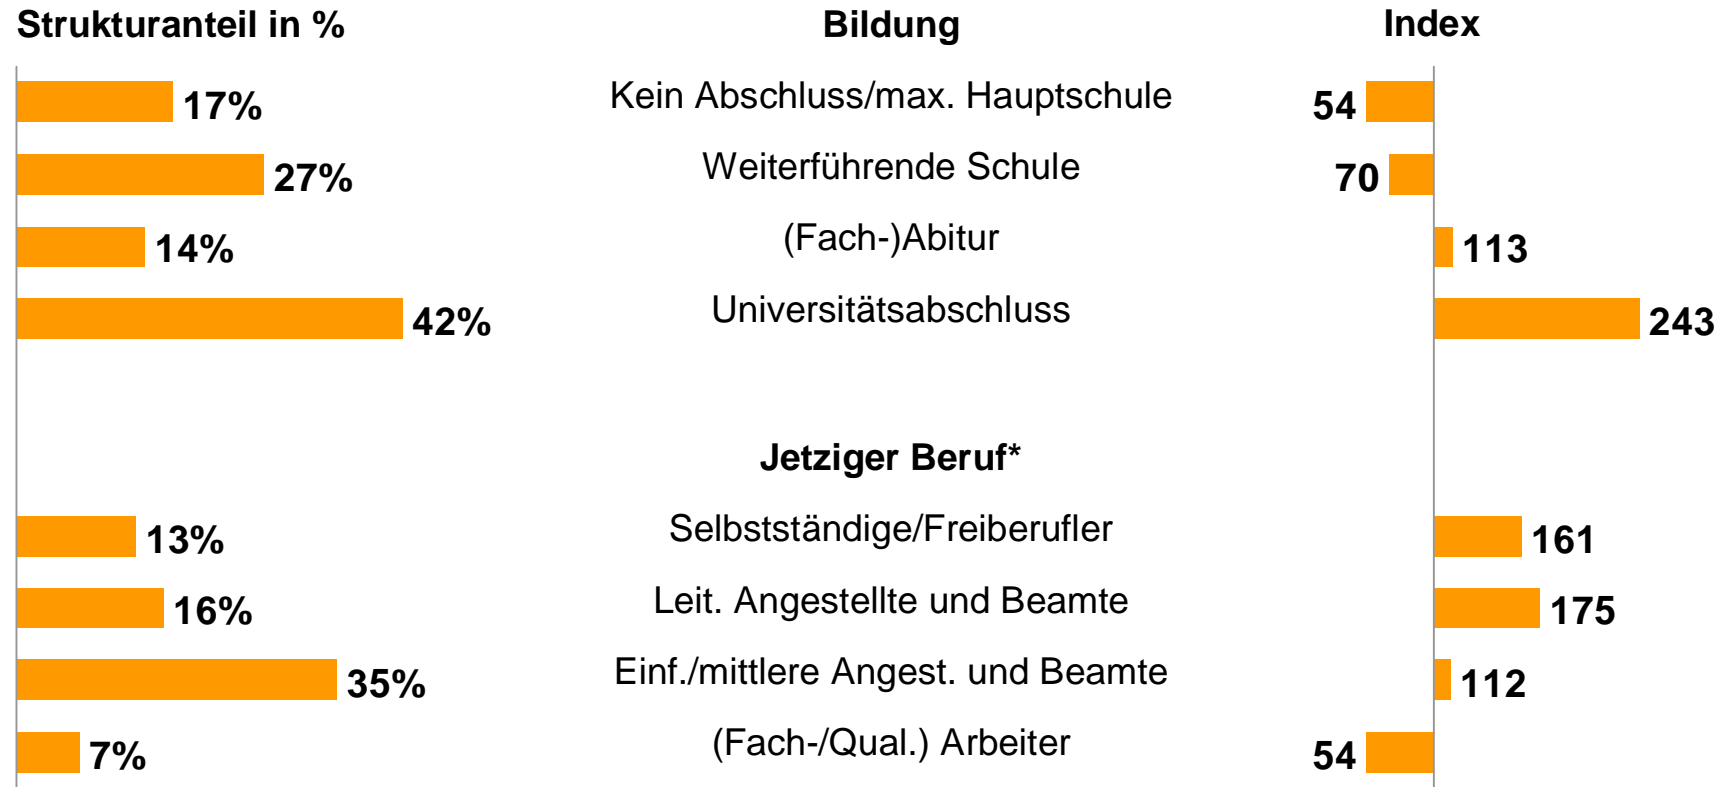 Strukturanteil in % Bildung Index
17% Kein Abschluss/max. Hauptschule 54
27% Weiterführende Schule 70
14% (Fach-)Abitur 113
42% Universitätsabschluss 243
Jetziger Beruf*
13% Selbstständige/Freiberufler 161
16% Leit. Angestellte und Beamte 175
35% Einf./mittlere Angest. und Beamte 112
7% (Fach-/Qual.) Arbeiter 54